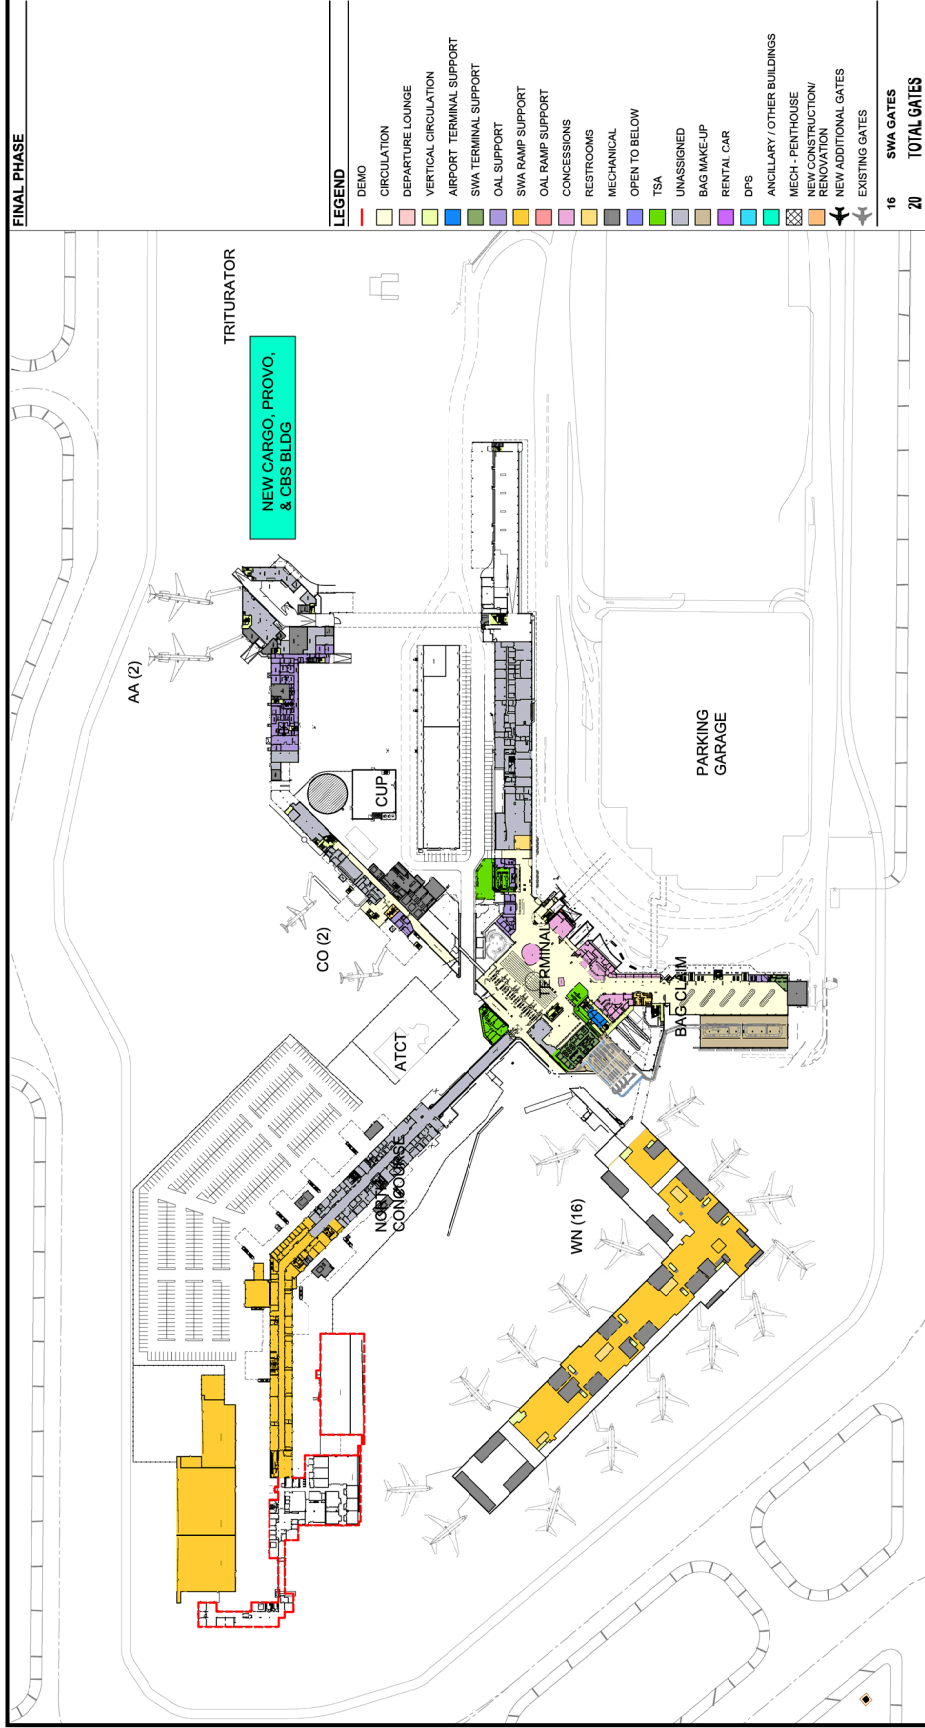 FINAL PHASE
LEGEND
DEMO
CIRCULATION
DEPARTURE LOUNGE
VERTICAL CIRCULATION
AIRPORT TERMINAL SUPPORT
SWA TERMINAL SUPPORT
OAL SUPPORT
SWA RAMP SUPPORT
OAL RAMP SUPPORT
CONCESSIONS
RESTROOMS
MECHANICAL
OPEN TO BELOW
TSA
UNASSIGNED
BAG MAKE-UP
RENTAL CAR
DPS
ANCILLARY / OTHER BUILDINGS
MECH - PENTHOUSE
NEW CONSTRUCTION/
RENOVATION
NEW ADDITIONAL GATES
EXISTING GATES
16 SWA GATES
20 TOTAL GATES
TRITURATOR
NEW CARGO, PROVO,
& CBS BLDG
AA (2)
CUP
PARKING
GARAGE
CO (2)
TERMINAL
BAG CLAIM
ATCT
NORTH
CONCOURSE
WN (16)